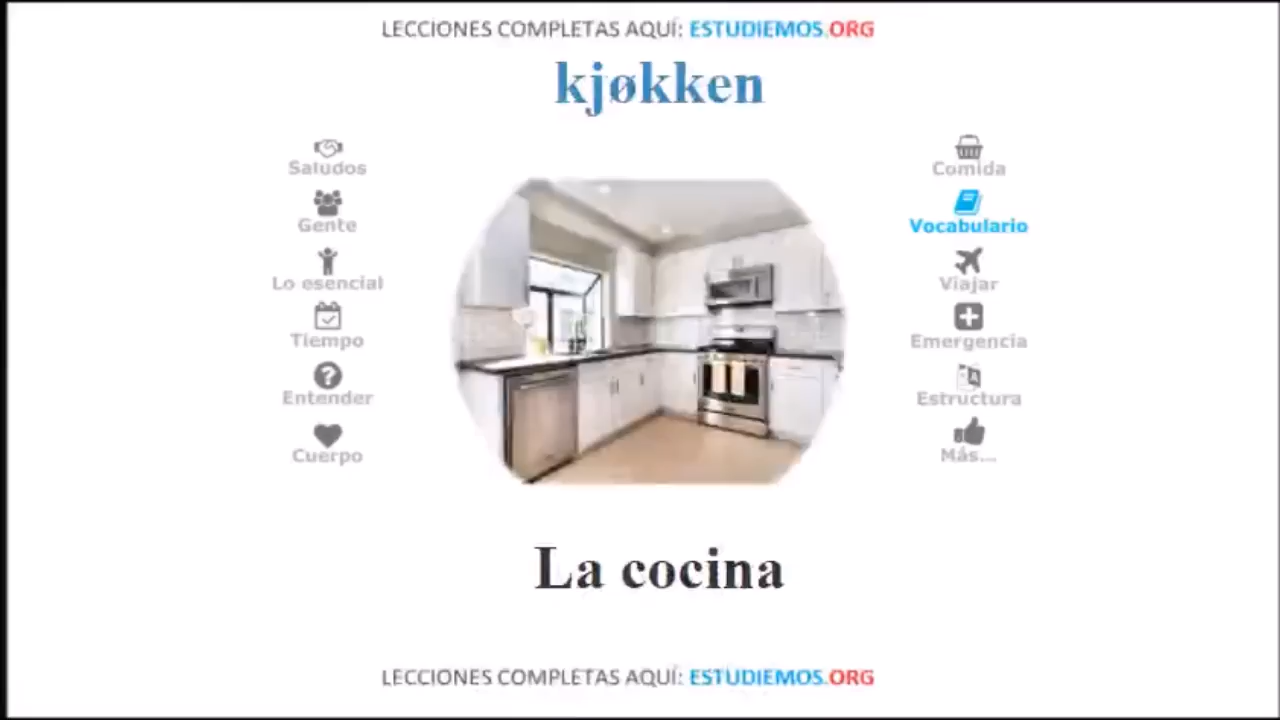 LECCIONES COMPLETAS AQUÍ: ESTUDIEMOS.ORG
kjøkken
Saludos
Gente
Lo esencial
Tiempo
Entender
Cuerpo
Comida
Vocabulario
Viajar
Emergencia
Estructura
Más...
La cocina
LECCIONES COMPLETAS AQUÍ: ESTUDIEMOS.ORG